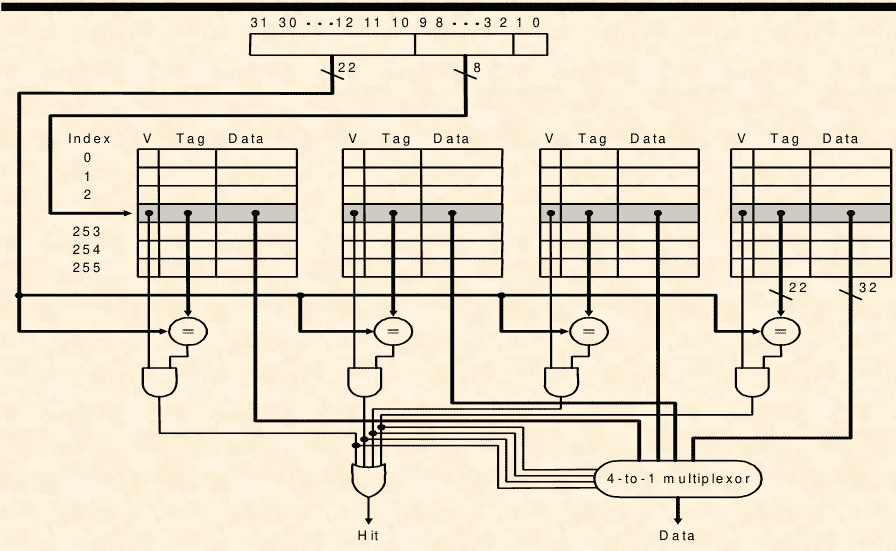 31 30 ---12 11 10 9 8 ---3 2 1 0
22 8
Index V Tag Data V Tag Data V Tag Data V Tag Data
0
1
2
253
254
255
22 32
= = = =
4-to-1 multiplexor
Hit Data